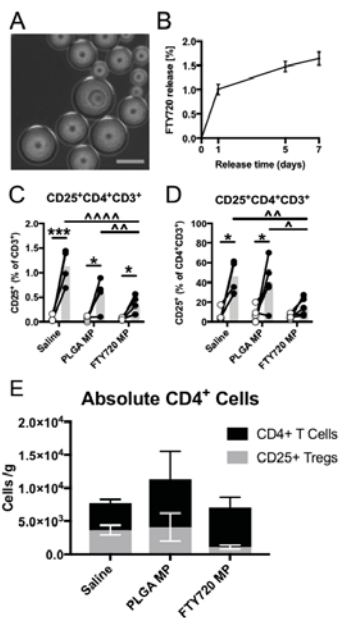 A
B
FTY720 release [%]
2.0
1.5
1.0
0.5
0.0
0 1 5 7
Release time (days)
C
CD25⁺CD4⁺CD3⁺
^^^^
^^
***
*
*
CD25⁺ (% of CD3⁺)
2.0
1.5
1.0
0.5
0.0
Saline
PLGA MP
FTY720 MP
D
CD25⁺CD4⁺CD3⁺
^^
^
*
*
CD25⁺ (% of CD4⁺CD3⁺)
100
80
60
40
20
0
Saline
PLGA MP
FTY720 MP
E
Absolute CD4⁺ Cells
Cells /g
2.0×10⁴
1.5×10⁴
1.0×10⁴
5.0×10³
0.0
CD4+ T Cells
CD25+ Tregs
Saline
PLGA MP
FTY720 MP